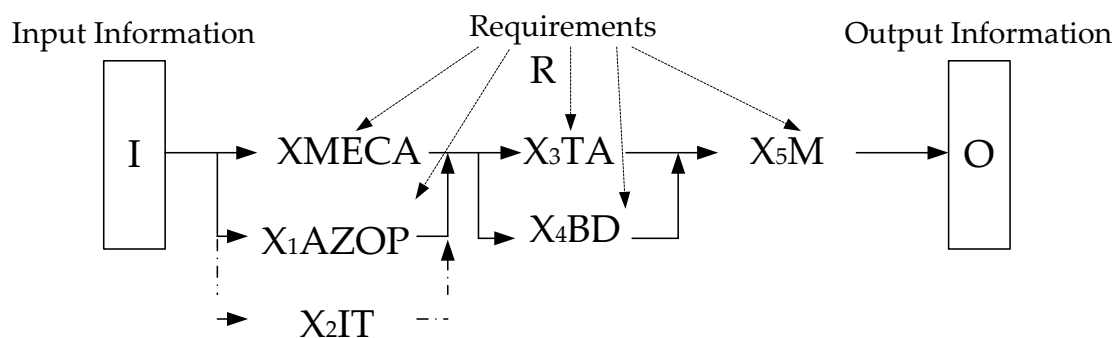 Requirements
Input Information
Output Information
R
I
XMECA
X₃TA
X₅M
O
X₁AZOP
X₄BD
X₂IT